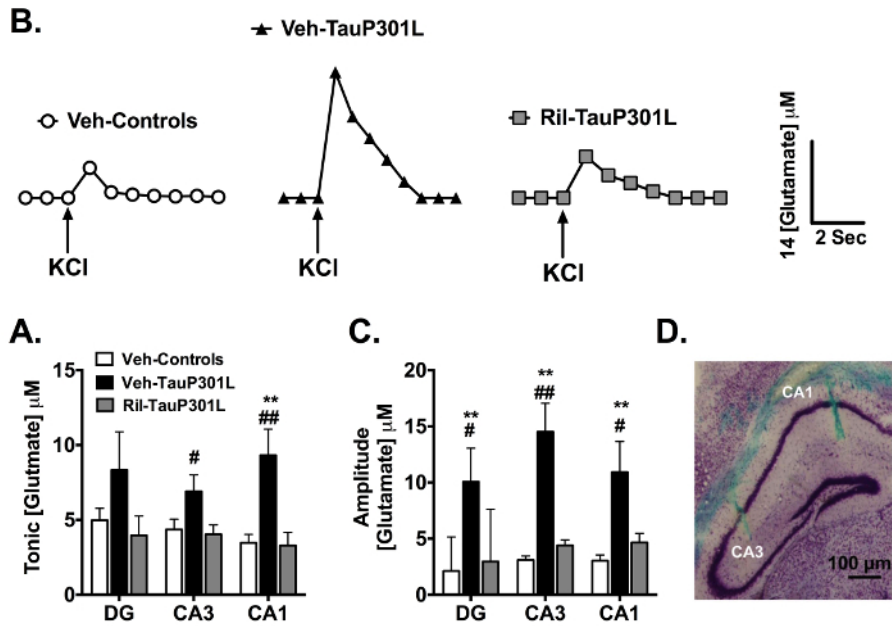 B.
Veh-TauP301L
Veh-Controls
Ril-TauP301L
KCl
KCl
KCl
14 [Glutamate] μM
2 Sec
A.
Veh-Controls
Veh-TauP301L
Ril-TauP301L
Tonic [Glutmate] μM
15
10
5
0
#
**
##
DG
CA3
CA1
C.
Amplitude
[Glutamate] μM
20
15
10
5
0
**
#
**
##
**
#
DG
CA3
CA1
D.
CA1
CA3
100 μm